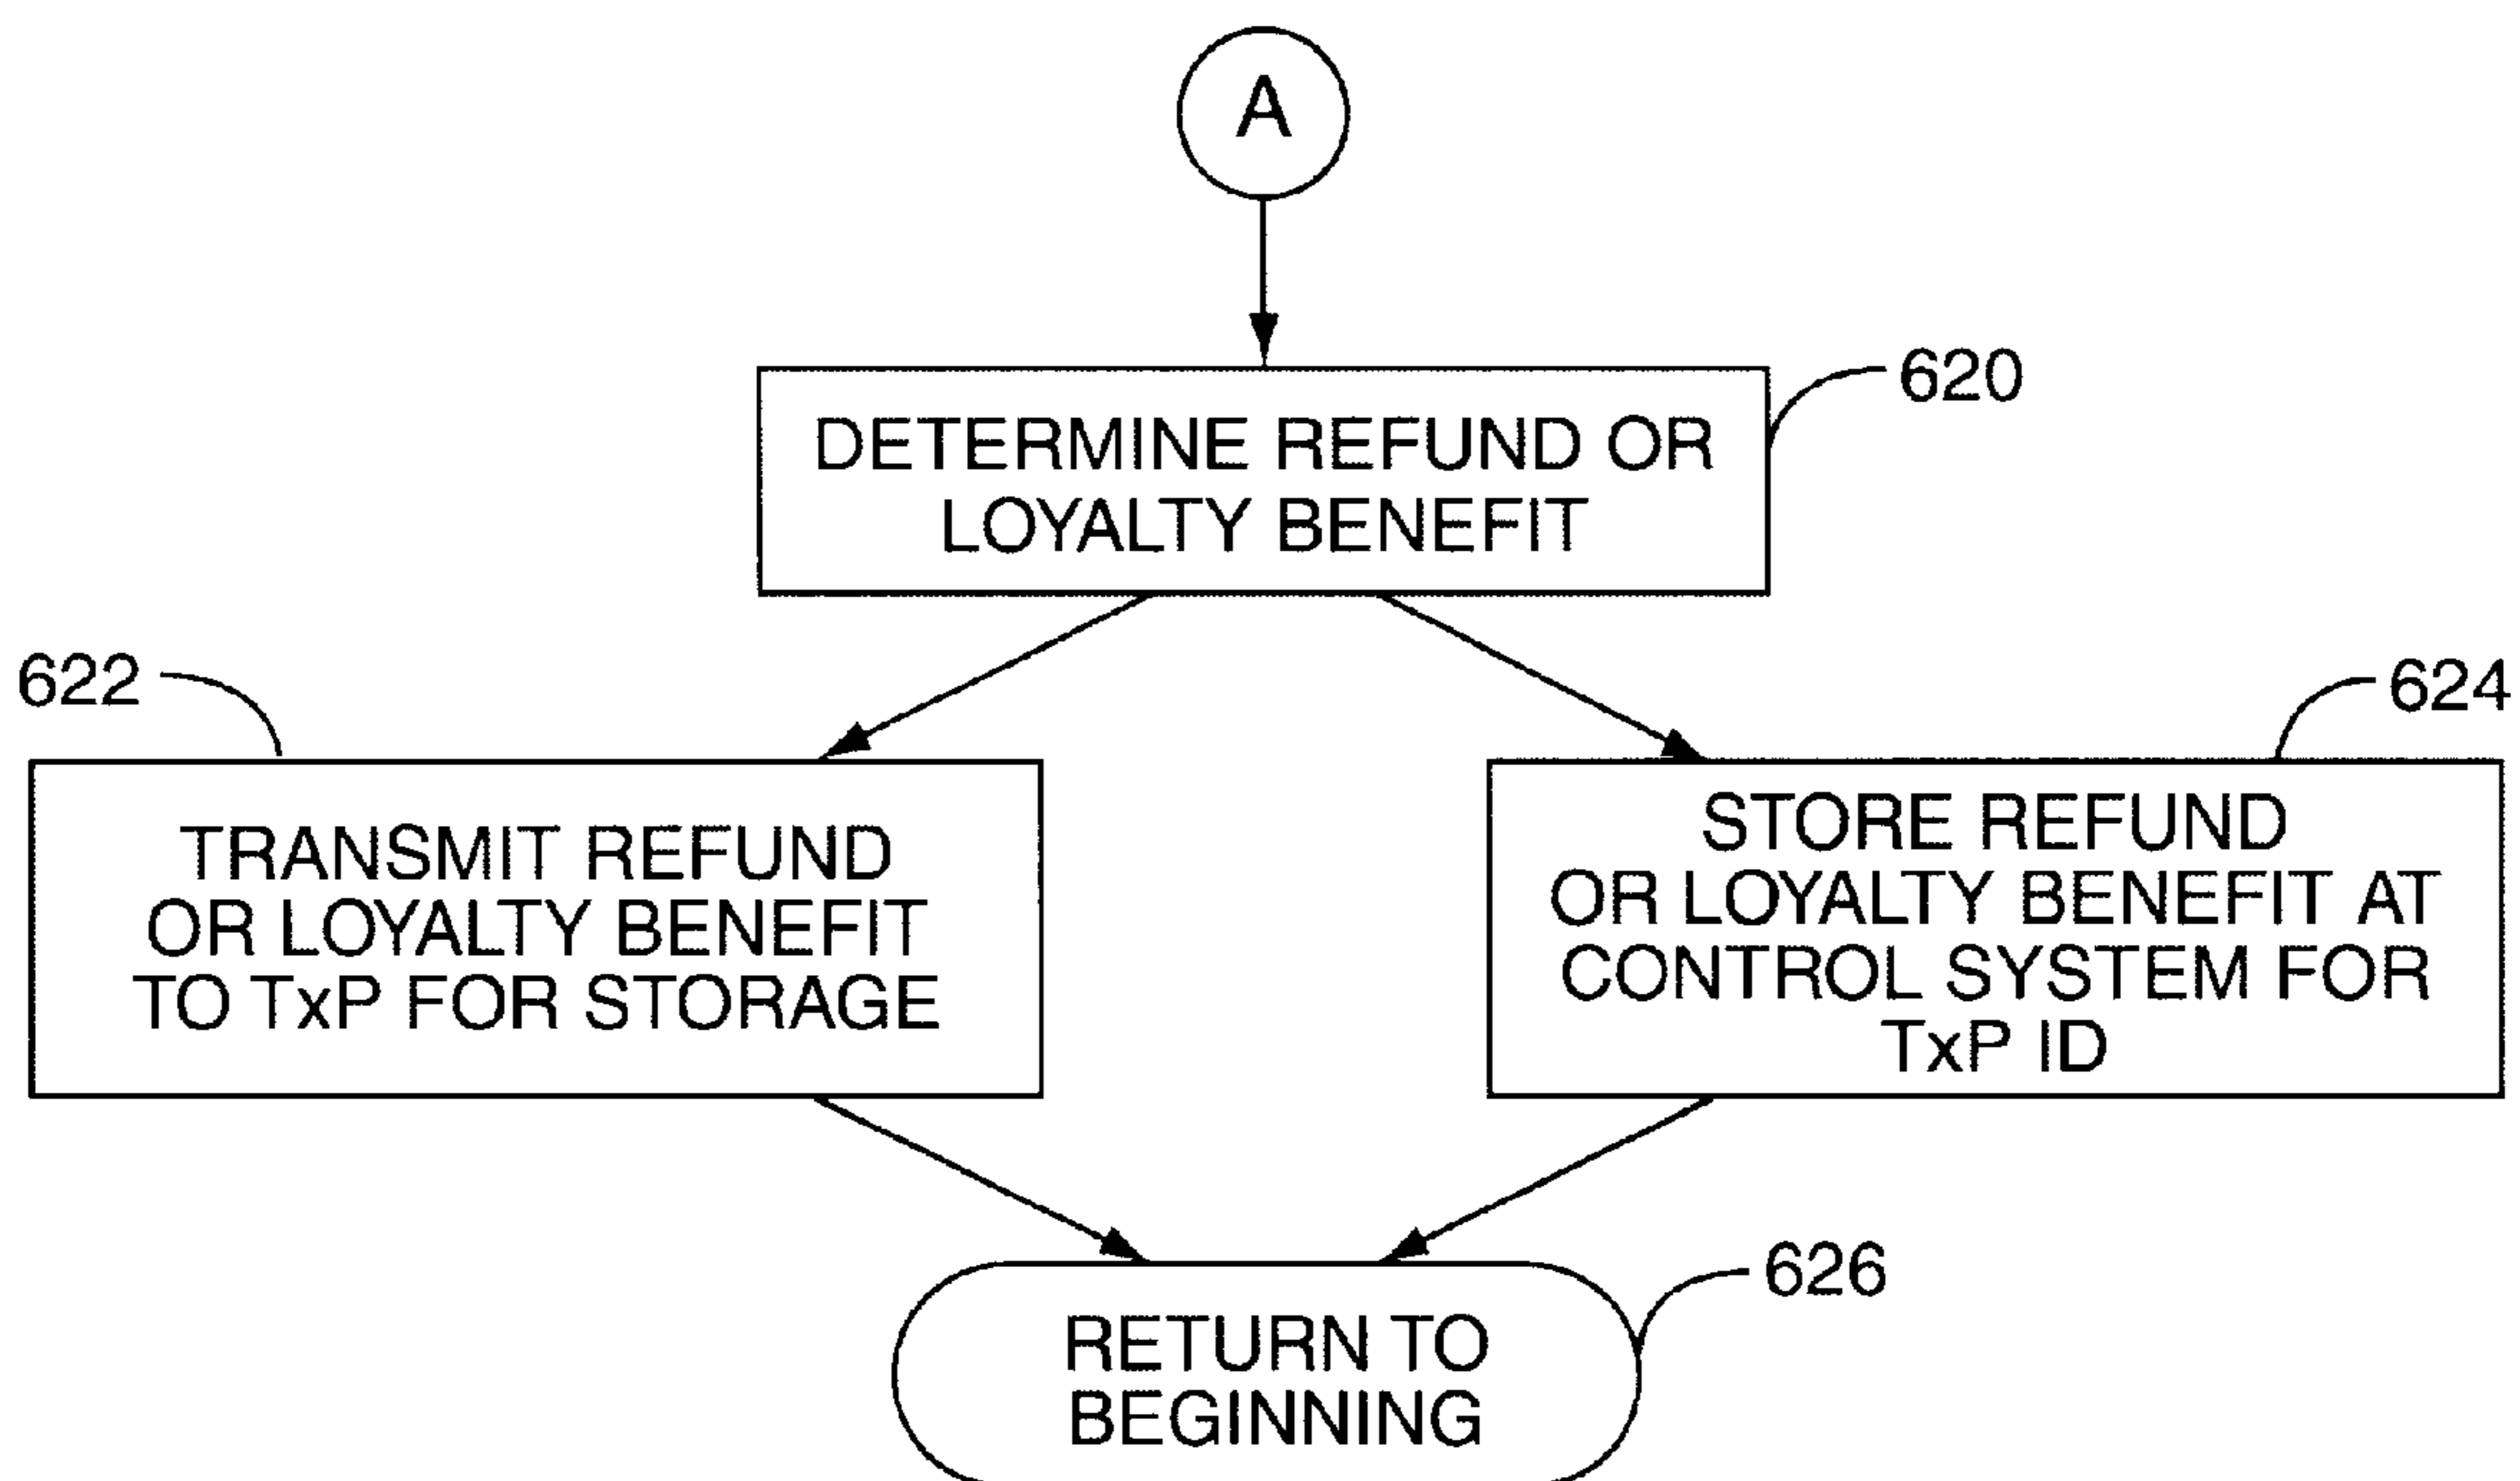 A
DETERMINE REFUND OR
LOYALTY BENEFIT
620
622
624
TRANSMIT REFUND
OR LOYALTY BENEFIT
TO TxP FOR STORAGE
STORE REFUND
OR LOYALTY BENEFIT AT
CONTROL SYSTEM FOR
TxP ID
626
RETURN TO
BEGINNING